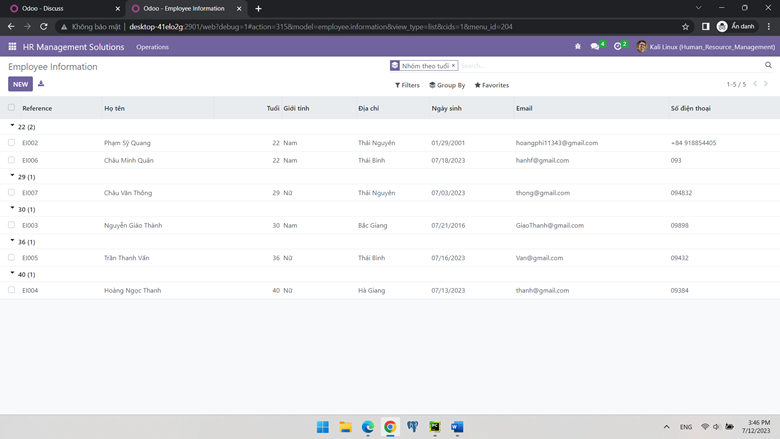 Odoo - Discuss
Odoo - Employee Information
Không bảo mật
desktop-41elo2g:2901/web?debug=1#action=315&model=employee.information&view_type=list&cids=1&menu_id=204
Ẩn danh
HR Management Solutions Operations
4 2 Kali Linux (Human_Resource_Management)
Employee Information
Nhóm theo tuổi × Search...
NEW
Filters Group By Favorites
1-5 / 5
Reference Họ tên Tuổi Giới tính Địa chỉ Ngày sinh Email Số điện thoại
22 (2)
EI002 Phạm Sỹ Quang 22 Nam Thái Nguyên 01/29/2001 hoangphi11343@gmail.com +84 918854405
EI006 Châu Minh Quân 22 Nam Thái Bình 07/18/2023 hanhf@gmail.com 093
29 (1)
EI007 Châu Văn Thông 29 Nữ Thái Nguyên 07/03/2023 thong@gmail.com 094832
30 (1)
EI003 Nguyễn Giáo Thành 30 Nam Bắc Giang 07/21/2016 GiaoThanh@gmail.com 09898
36 (1)
EI005 Trần Thanh Vấn 36 Nữ Thái Bình 07/16/2023 Van@gmail.com 09432
40 (1)
EI004 Hoàng Ngọc Thanh 40 Nữ Hà Giang 07/13/2023 thanh@gmail.com 09384
ENG
3:46 PM
7/12/2023